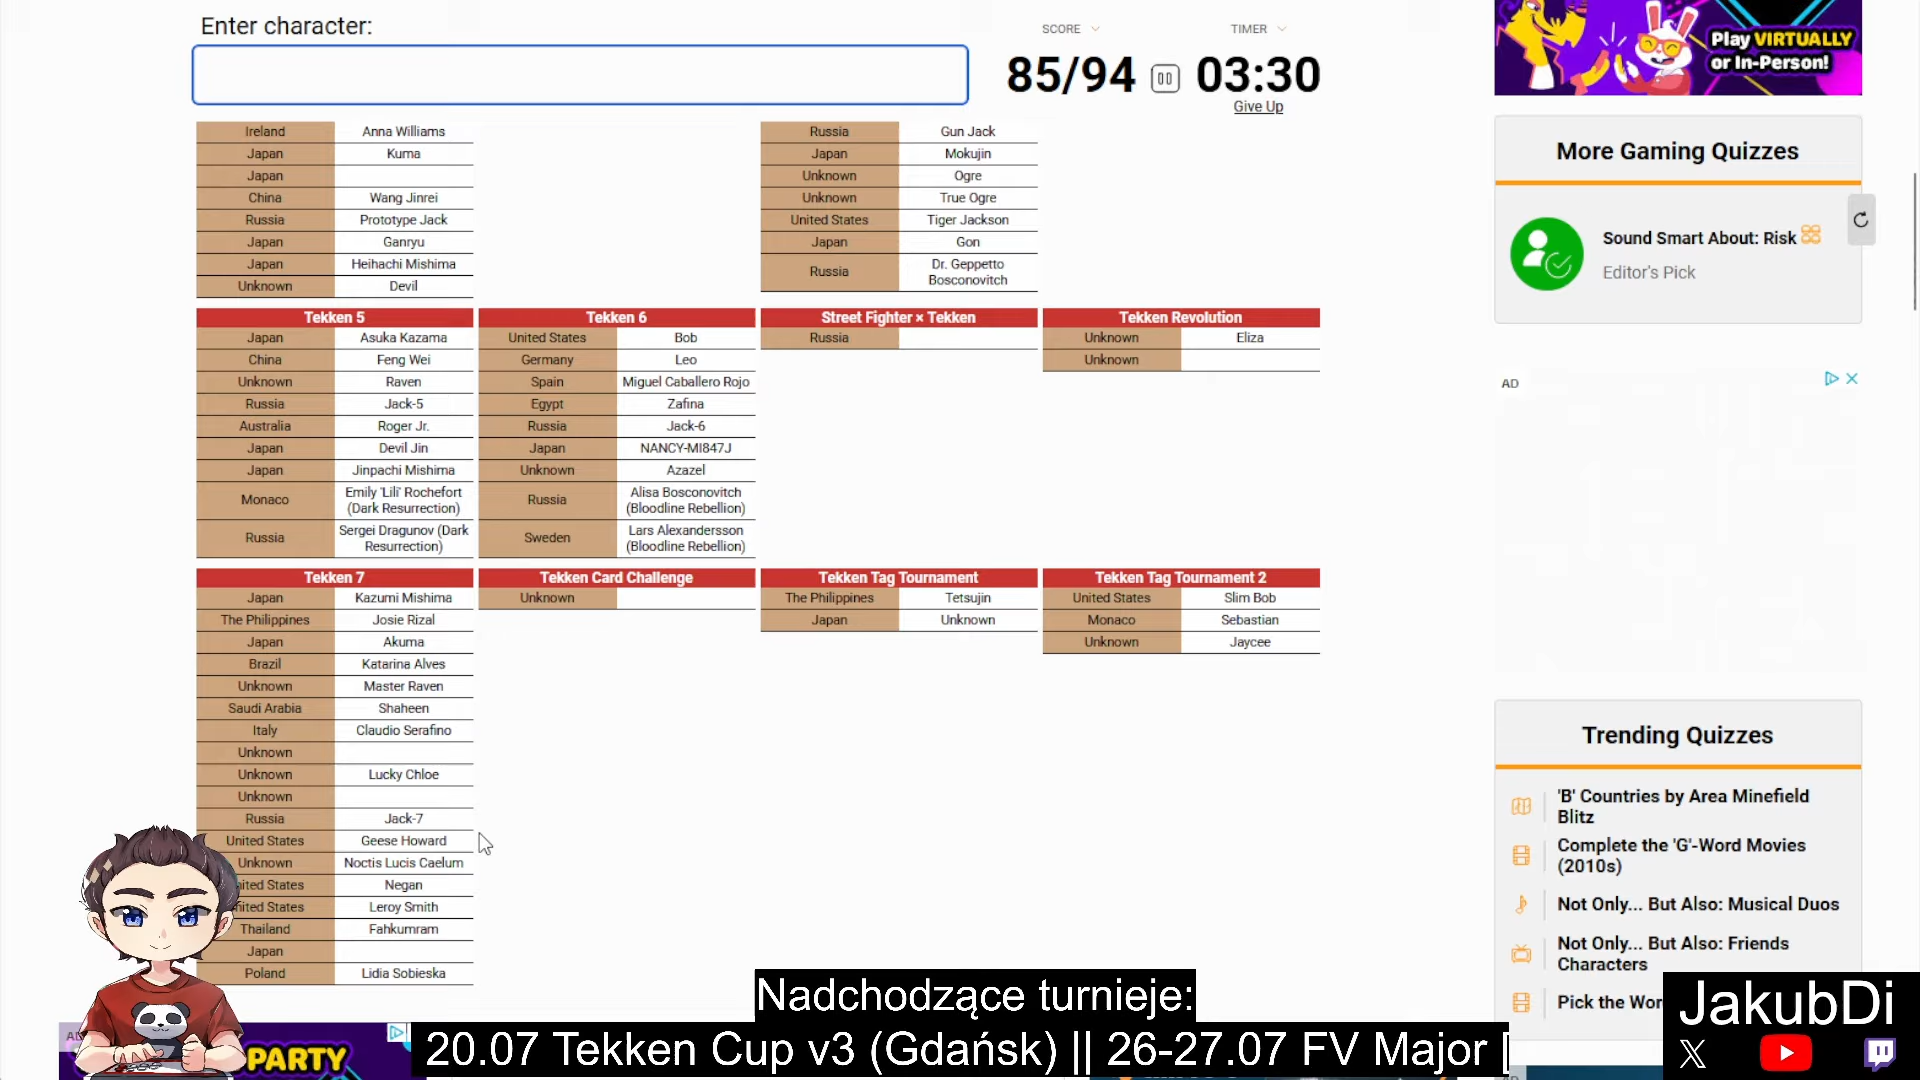 Enter character:
SCORE
TIMER
85/94
03:30
Give Up
Ireland Anna Williams
Japan Kuma
Japan
China Wang Jinrei
Russia Prototype Jack
Japan Ganryu
Japan Heihachi Mishima
Unknown Devil
Russia Gun Jack
Japan Mokujin
Unknown Ogre
Unknown True Ogre
United States Tiger Jackson
Japan Gon
Russia Dr. Geppetto
Bosconovitch
Tekken 5
Japan Asuka Kazama
China Feng Wei
Unknown Raven
Russia Jack-5
Australia Roger Jr.
Japan Devil Jin
Japan Jinpachi Mishima
Monaco Emily 'Lili' Rochefort
(Dark Resurrection)
Russia Sergei Dragunov (Dark
Resurrection)
Tekken 6
United States Bob
Germany Leo
Spain Miguel Caballero Rojo
Egypt Zafina
Russia Jack-6
Japan NANCY-MI847J
Unknown Azazel
Russia Alisa Bosconovitch
(Bloodline Rebellion)
Sweden Lars Alexandersson
(Bloodline Rebellion)
Street Fighter × Tekken
Russia
Tekken Revolution
Unknown Eliza
Unknown
Tekken 7
Japan Kazumi Mishima
The Philippines Josie Rizal
Japan Akuma
Brazil Katarina Alves
Unknown Master Raven
Saudi Arabia Shaheen
Italy Claudio Serafino
Unknown
Unknown Lucky Chloe
Unknown
Russia Jack-7
United States Geese Howard
Unknown Noctis Lucis Caelum
nited States Negan
nited States Leroy Smith
Thailand Fahkumram
Japan
Poland Lidia Sobieska
Tekken Card Challenge
Unknown
Tekken Tag Tournament
The Philippines Tetsujin
Japan Unknown
Tekken Tag Tournament 2
United States Slim Bob
Monaco Sebastian
Unknown Jaycee
Play VIRTUALLY
or In-Person!
More Gaming Quizzes
Sound Smart About: Risk
Editor's Pick
AD
Trending Quizzes
'B' Countries by Area Minefield
Blitz
Complete the 'G'-Word Movies
(2010s)
Not Only... But Also: Musical Duos
Not Only... But Also: Friends
Characters
Pick the Wor
PARTY
Nadchodzące turnieje:
20.07 Tekken Cup v3 (Gdańsk) || 26-27.07 FV Major
JakubDi